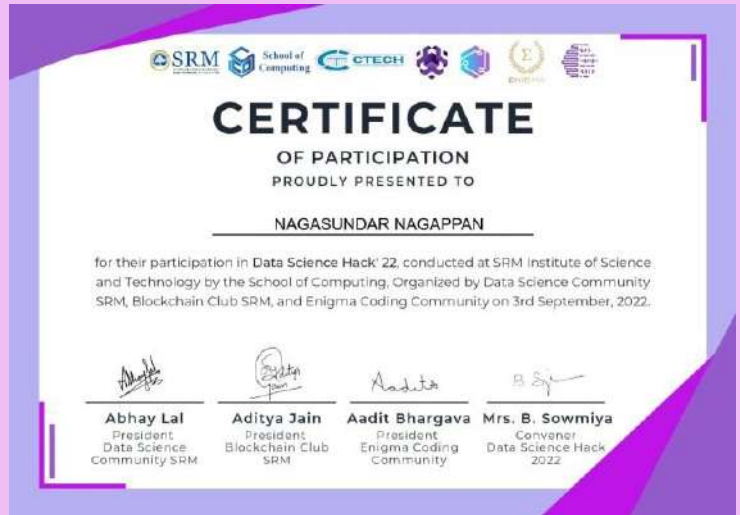 SRM
School of
Computing
CTECH
ENIGMA
CERTIFICATE
OF PARTICIPATION
PROUDLY PRESENTED TO
NAGASUNDAR NAGAPPAN
for their participation in Data Science Hack' 22, conducted at SRM Institute of Science
and Technology by the School of Computing, Organized by Data Science Community
SRM, Blockchain Club SRM, and Enigma Coding Community on 3rd September, 2022.
Abhay Lal
President
Data Science
Community SRM
Aditya Jain
President
Blockchain Club
SRM
Aadit Bhargava
President
Enigma Coding
Community
Mrs. B. Sowmiya
Convener
Data Science Hack
2022